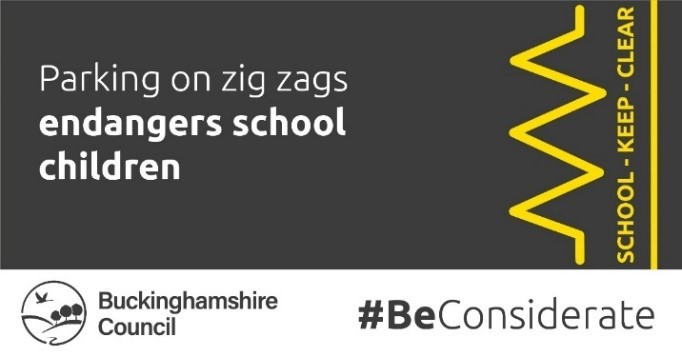 Parking on zig zags
endangers school
children
SCHOOL - KEEP - CLEAR
Buckinghamshire
Council
#BeConsiderate